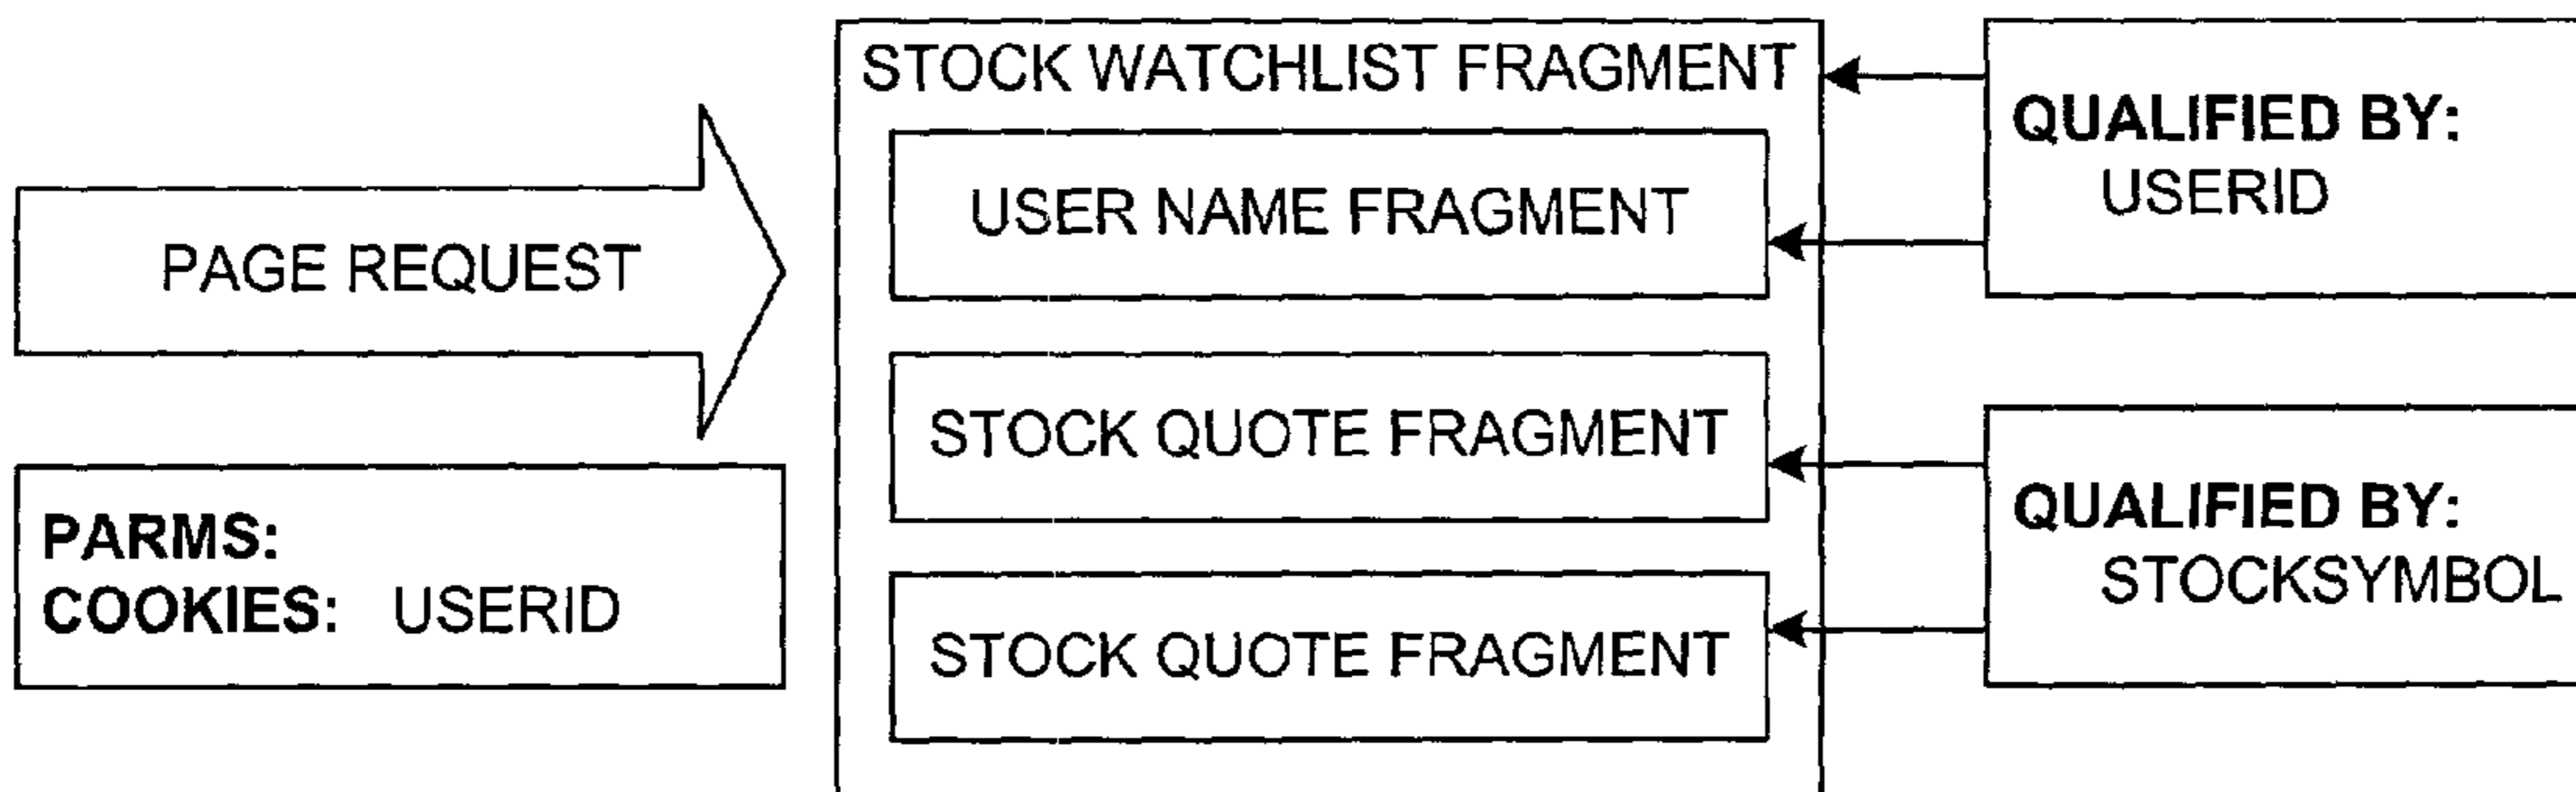 PAGE REQUEST
PARMS:
COOKIES: USERID
STOCK WATCHLIST FRAGMENT
USER NAME FRAGMENT
STOCK QUOTE FRAGMENT
STOCK QUOTE FRAGMENT
QUALIFIED BY:
USERID
QUALIFIED BY:
STOCKSYMBOL